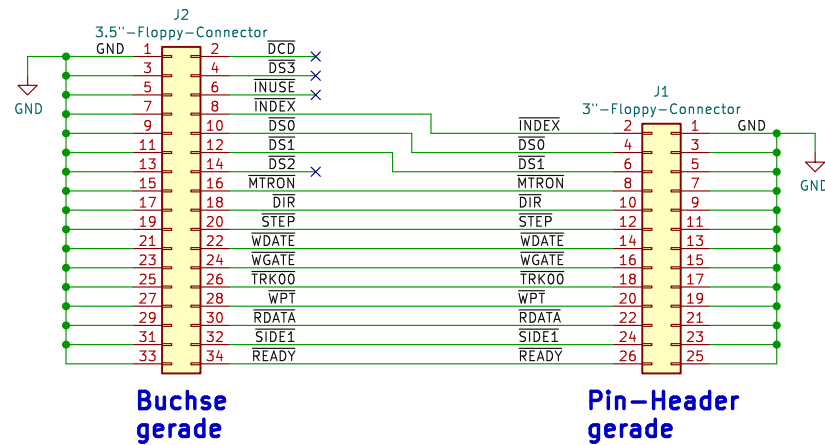 J2
3.5"-Floppy-Connector
GND 1 2 DCD
3 4 DS3
5 6 INUSE
7 8 INDEX
9 10 DS0
11 12 DS1
13 14 DS2
15 16 MTRON
17 18 DIR
19 20 STEP
21 22 WDATE
23 24 WGATE
25 26 TRK00
27 28 WPT
29 30 RDATA
31 32 SIDE1
33 34 READY
GND
Buchse
gerade
J1
3"-Floppy-Connector
INDEX 2 1 GND
DS0 4 3
DS1 6 5
MTRON 8 7
DIR 10 9
STEP 12 11
WDATE 14 13
WGATE 16 15
TRK00 18 17
WPT 20 19
RDATA 22 21
SIDE1 24 23
READY 26 25
GND
Pin-Header
gerade